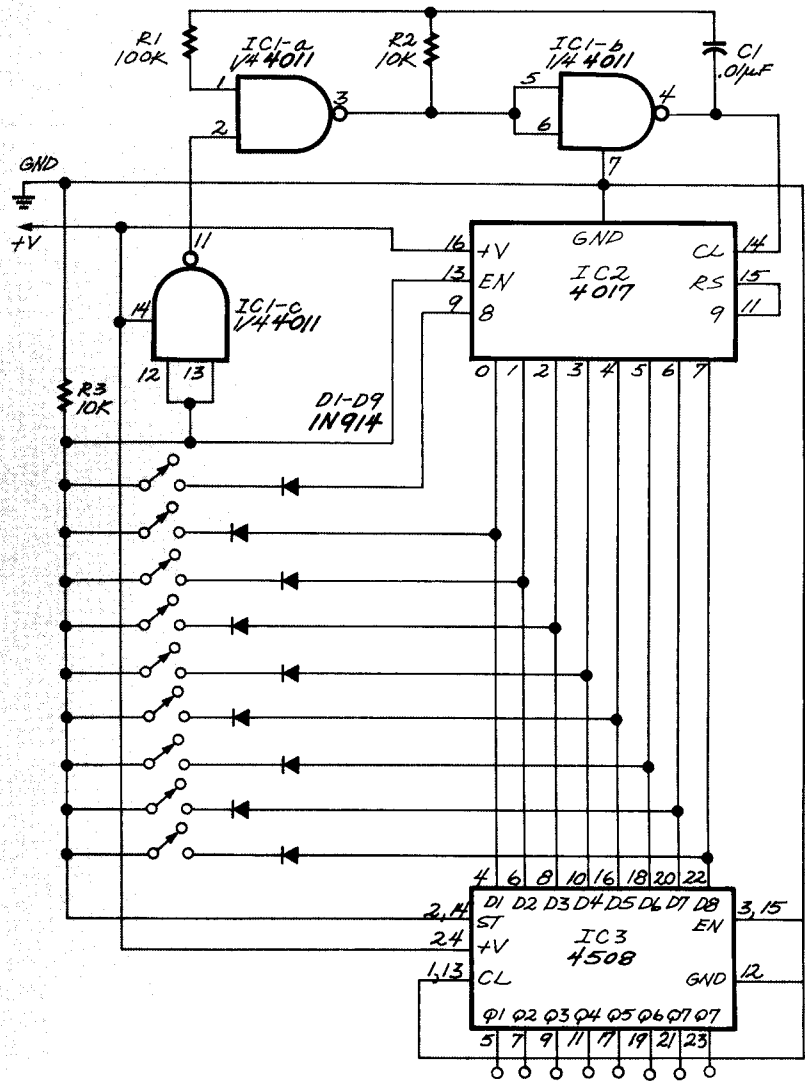 R1
100K
IC1-a
1/4 4011
R2
10K
IC1-b
1/4 4011
C1
.01µF
1
2
3
5
6
4
7
GND
+V
11
14
IC1-c
1/4 4011
12 13
R3
10K
D1-D9
1N914
16 +V
13 EN
9 8
GND
IC2
4017
CL 14
RS 15
9 11
0 1 2 3 4 5 6 7
4 6 8 10 16 18 20 22
D1 D2 D3 D4 D5 D6 D7 D8
2,14 ST
24 +V
1,13 CL
IC3
4508
EN 3,15
GND 12
Q1 Q2 Q3 Q4 Q5 Q6 Q7 Q7
5 7 9 11 17 19 21 23